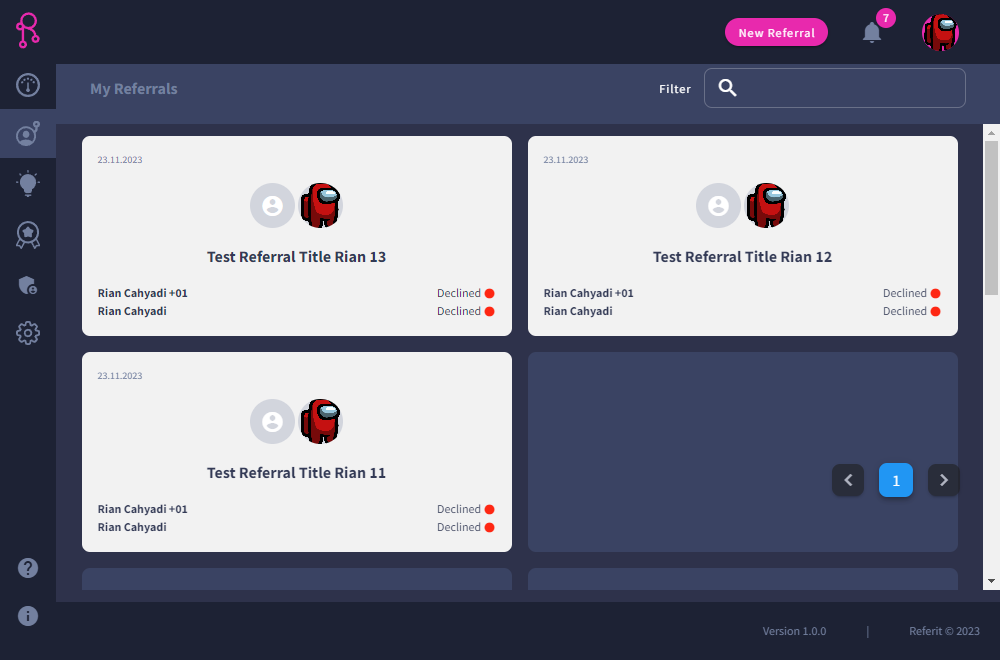 7
New Referral
My Referrals
Filter
23.11.2023
Test Referral Title Rian 13
Rian Cahyadi +01
Declined
Rian Cahyadi
Declined
23.11.2023
Test Referral Title Rian 12
Rian Cahyadi +01
Declined
Rian Cahyadi
Declined
23.11.2023
Test Referral Title Rian 11
Rian Cahyadi +01
Declined
Rian Cahyadi
Declined
1
Version 1.0.0
|
Referit © 2023